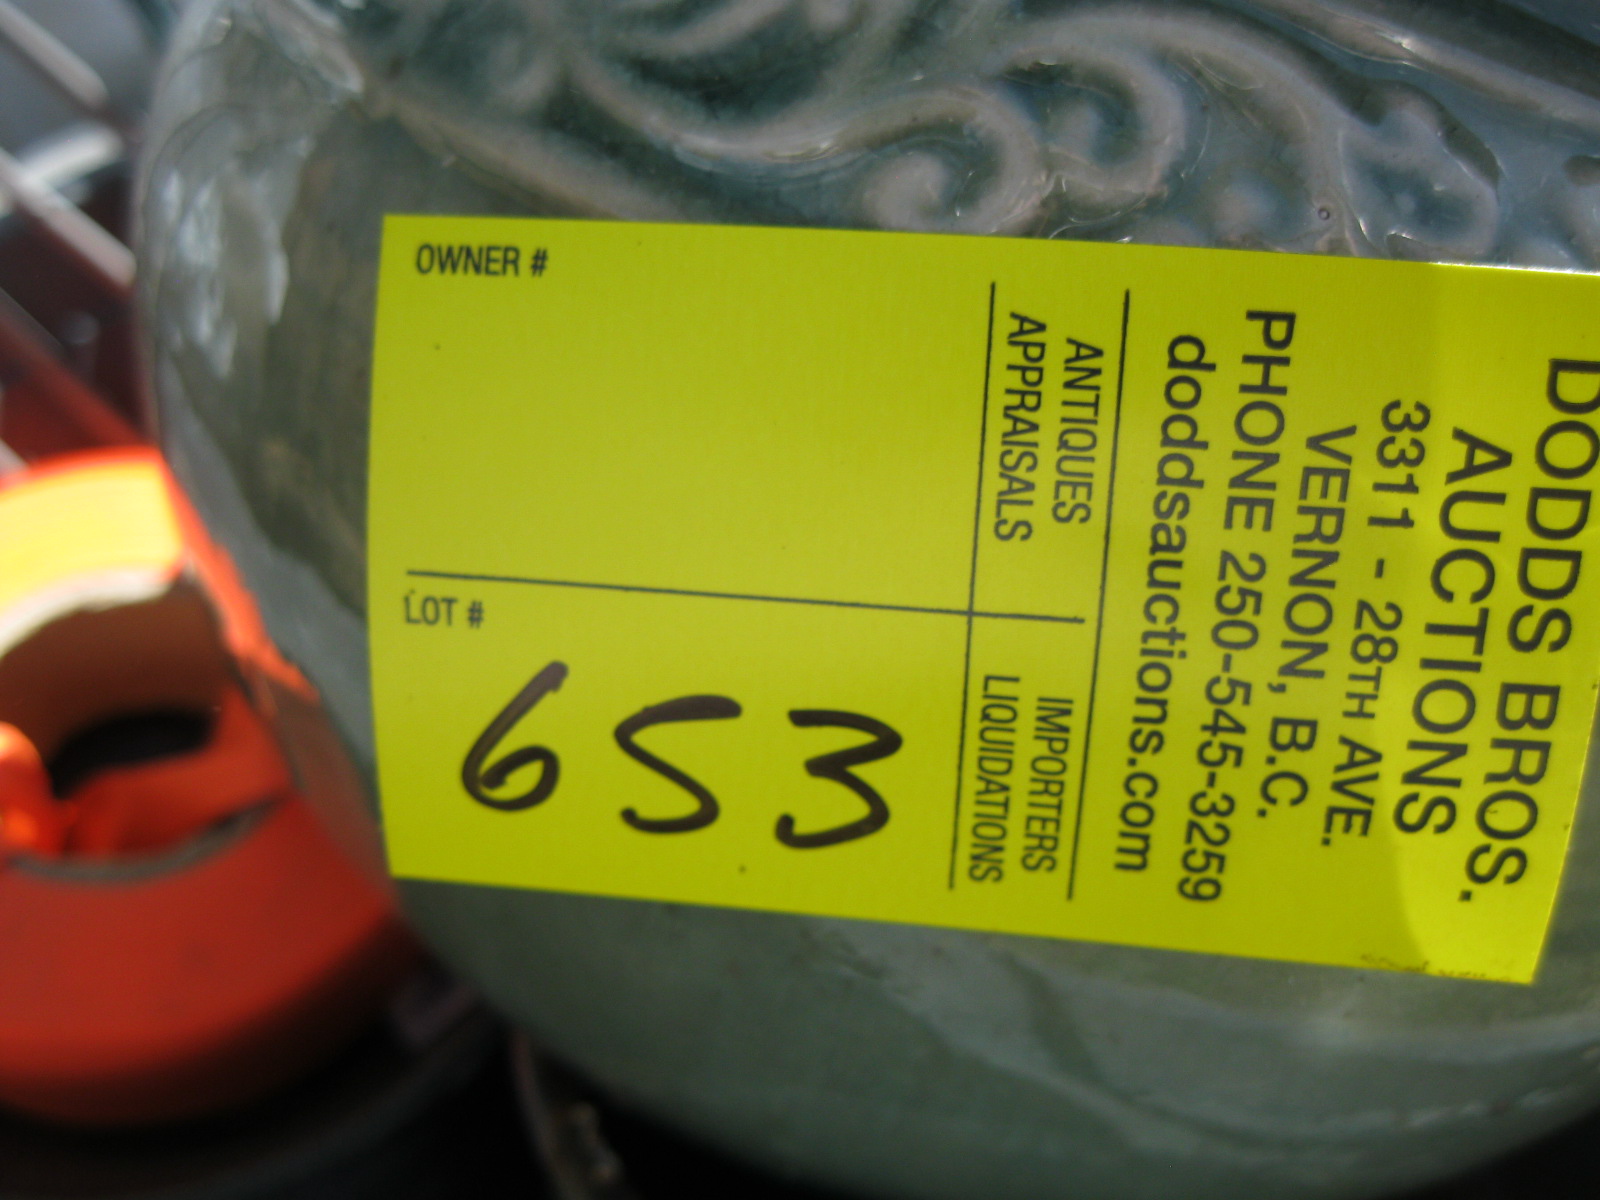 DODDS BROS.
AUCTIONS
3311 - 28TH AVE.
VERNON, B.C.
PHONE 250-545-3259
doddsauctions.com
ANTIQUES
APPRAISALS
IMPORTERS
LIQUIDATIONS
OWNER #
LOT #
653